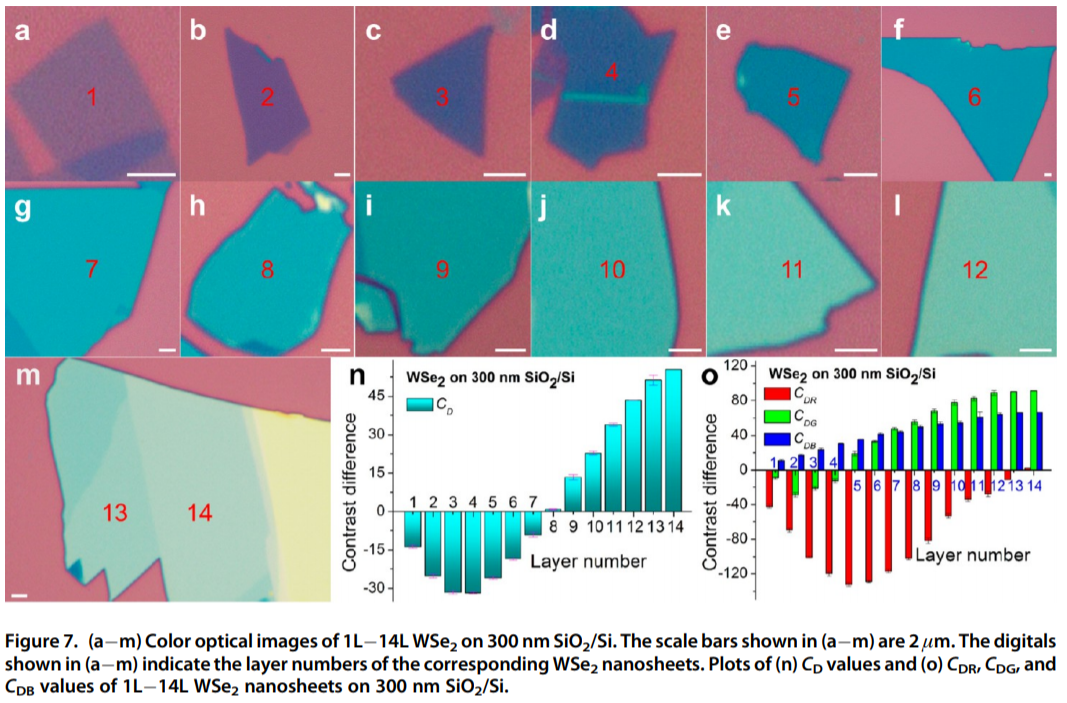 a
1
b
2
c
3
d
4
e
5
f
6
g
7
h
8
i
9
j
10
k
11
l
12
m
13 14
n
WSe2 on 300 nm SiO2/Si
CD
Contrast difference
45
30
15
0
-15
-30
1 2 3 4 5 6 7
8 9 10 11 12 13 14
Layer number
o
WSe2 on 300 nm SiO2/Si
CDR
CDG
CDB
Contrast difference
120
80
40
0
-40
-80
-120
1 2 3 4
5 6 7 8 9 10 11 12 13 14
Layer number
Figure 7. (a−m) Color optical images of 1L−14L WSe2 on 300 nm SiO2/Si. The scale bars shown in (a−m) are 2 μm. The digitals
shown in (a−m) indicate the layer numbers of the corresponding WSe2 nanosheets. Plots of (n) CD values and (o) CDR, CDG, and
CDB values of 1L−14L WSe2 nanosheets on 300 nm SiO2/Si.